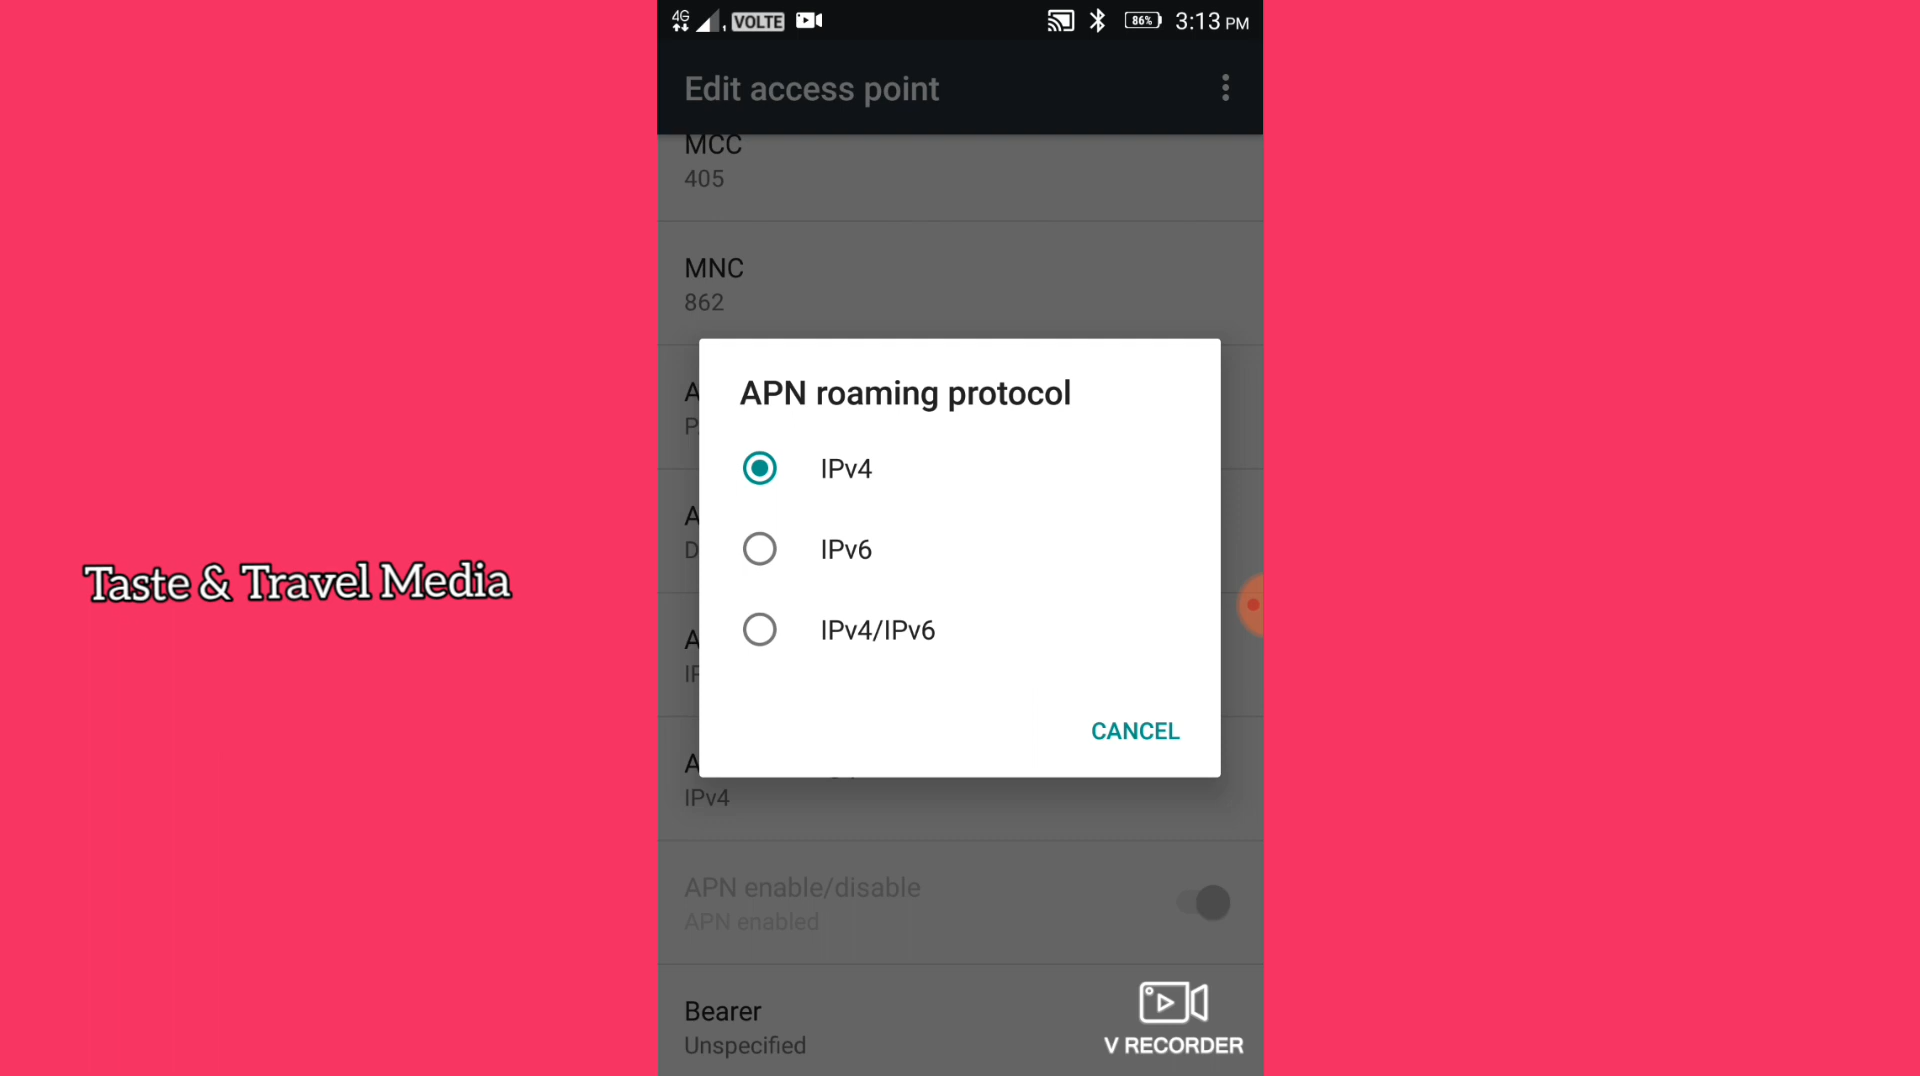 4G VOLTE 86% 3:13 PM
Edit access point
MCC
405
MNC
862
APN roaming protocol
IPv4
IPv6
IPv4/IPv6
CANCEL
IPv4
APN enable/disable
APN enabled
Bearer
Unspecified
V RECORDER
Taste & Travel Media